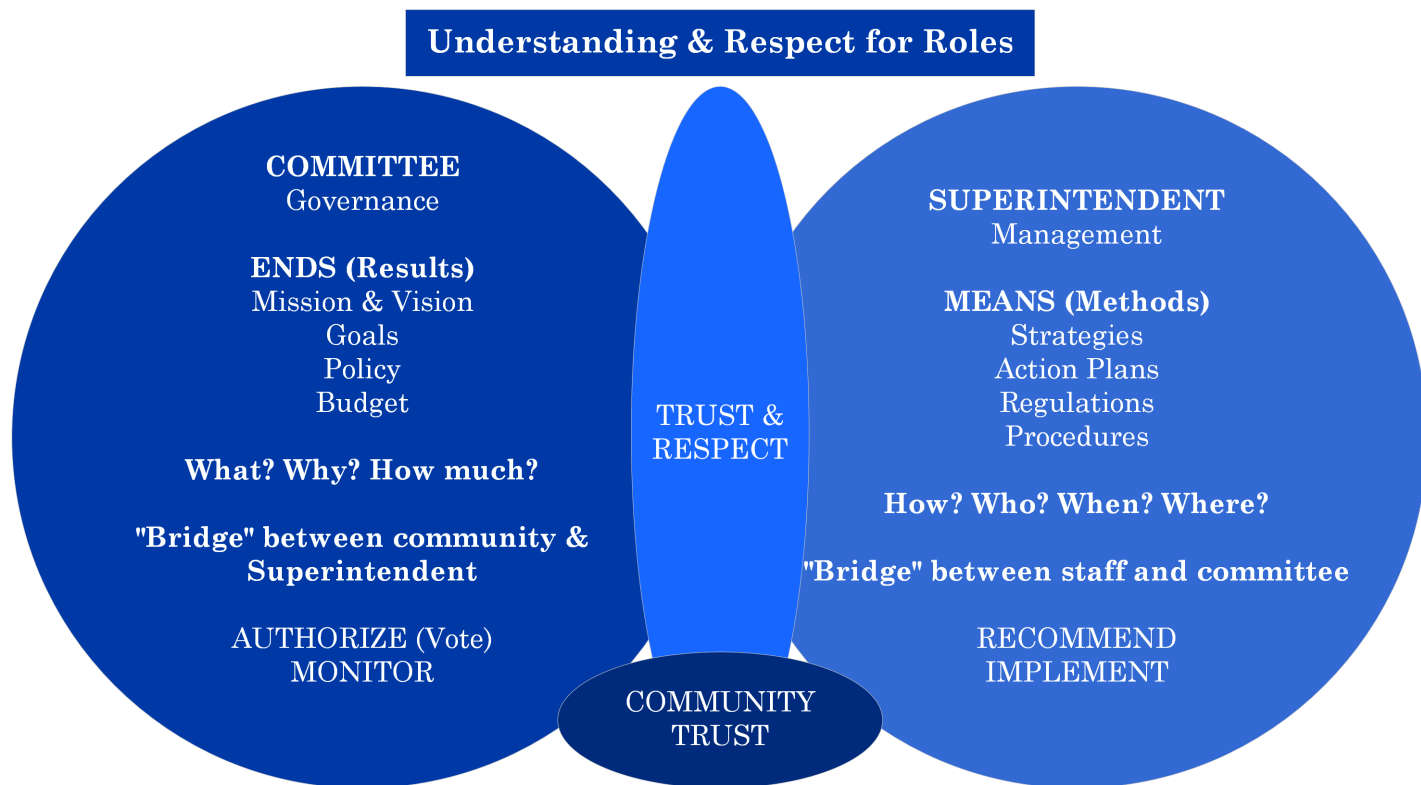 Understanding & Respect for Roles
COMMITTEE
Governance
ENDS (Results)
Mission & Vision
Goals
Policy
Budget
What? Why? How much?
"Bridge" between community &
Superintendent
AUTHORIZE (Vote)
MONITOR
TRUST &
RESPECT
COMMUNITY
TRUST
SUPERINTENDENT
Management
MEANS (Methods)
Strategies
Action Plans
Regulations
Procedures
How? Who? When? Where?
"Bridge" between staff and committee
RECOMMEND
IMPLEMENT